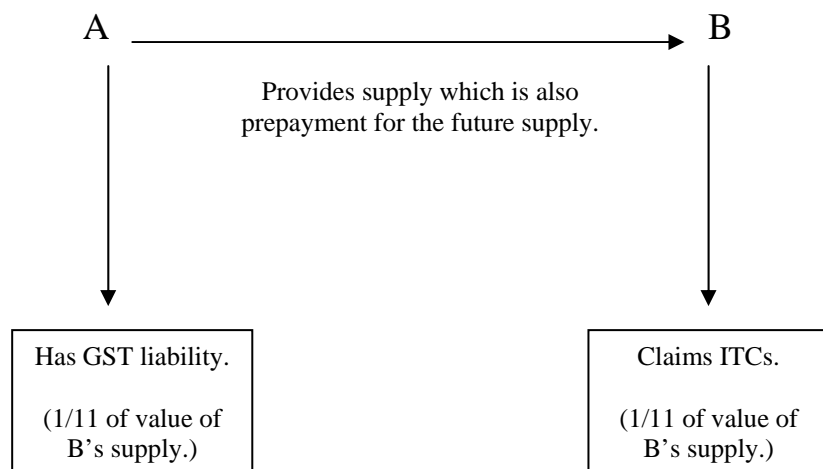 A
B
Provides supply which is also
prepayment for the future supply.
Has GST liability.
(1/11 of value of
B's supply.)
Claims ITCs.
(1/11 of value of
B's supply.)